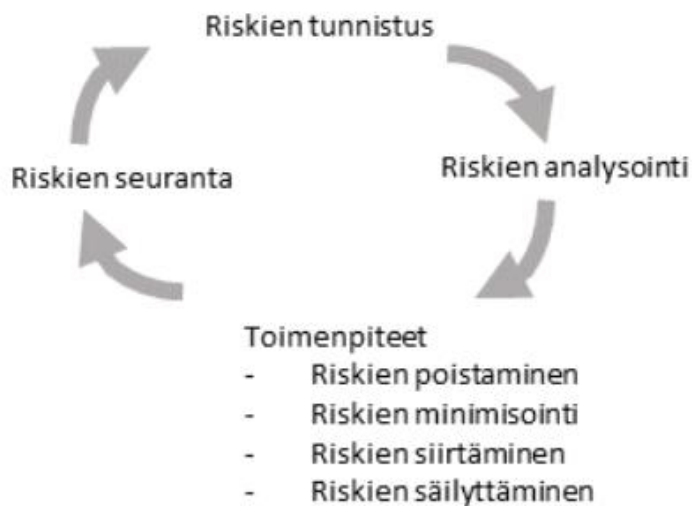 Riskien tunnistus
Riskien analysointi
Riskien seuranta
Toimenpiteet
- Riskien poistaminen
- Riskien minimisointi
- Riskien siirtäminen
- Riskien säilyttäminen